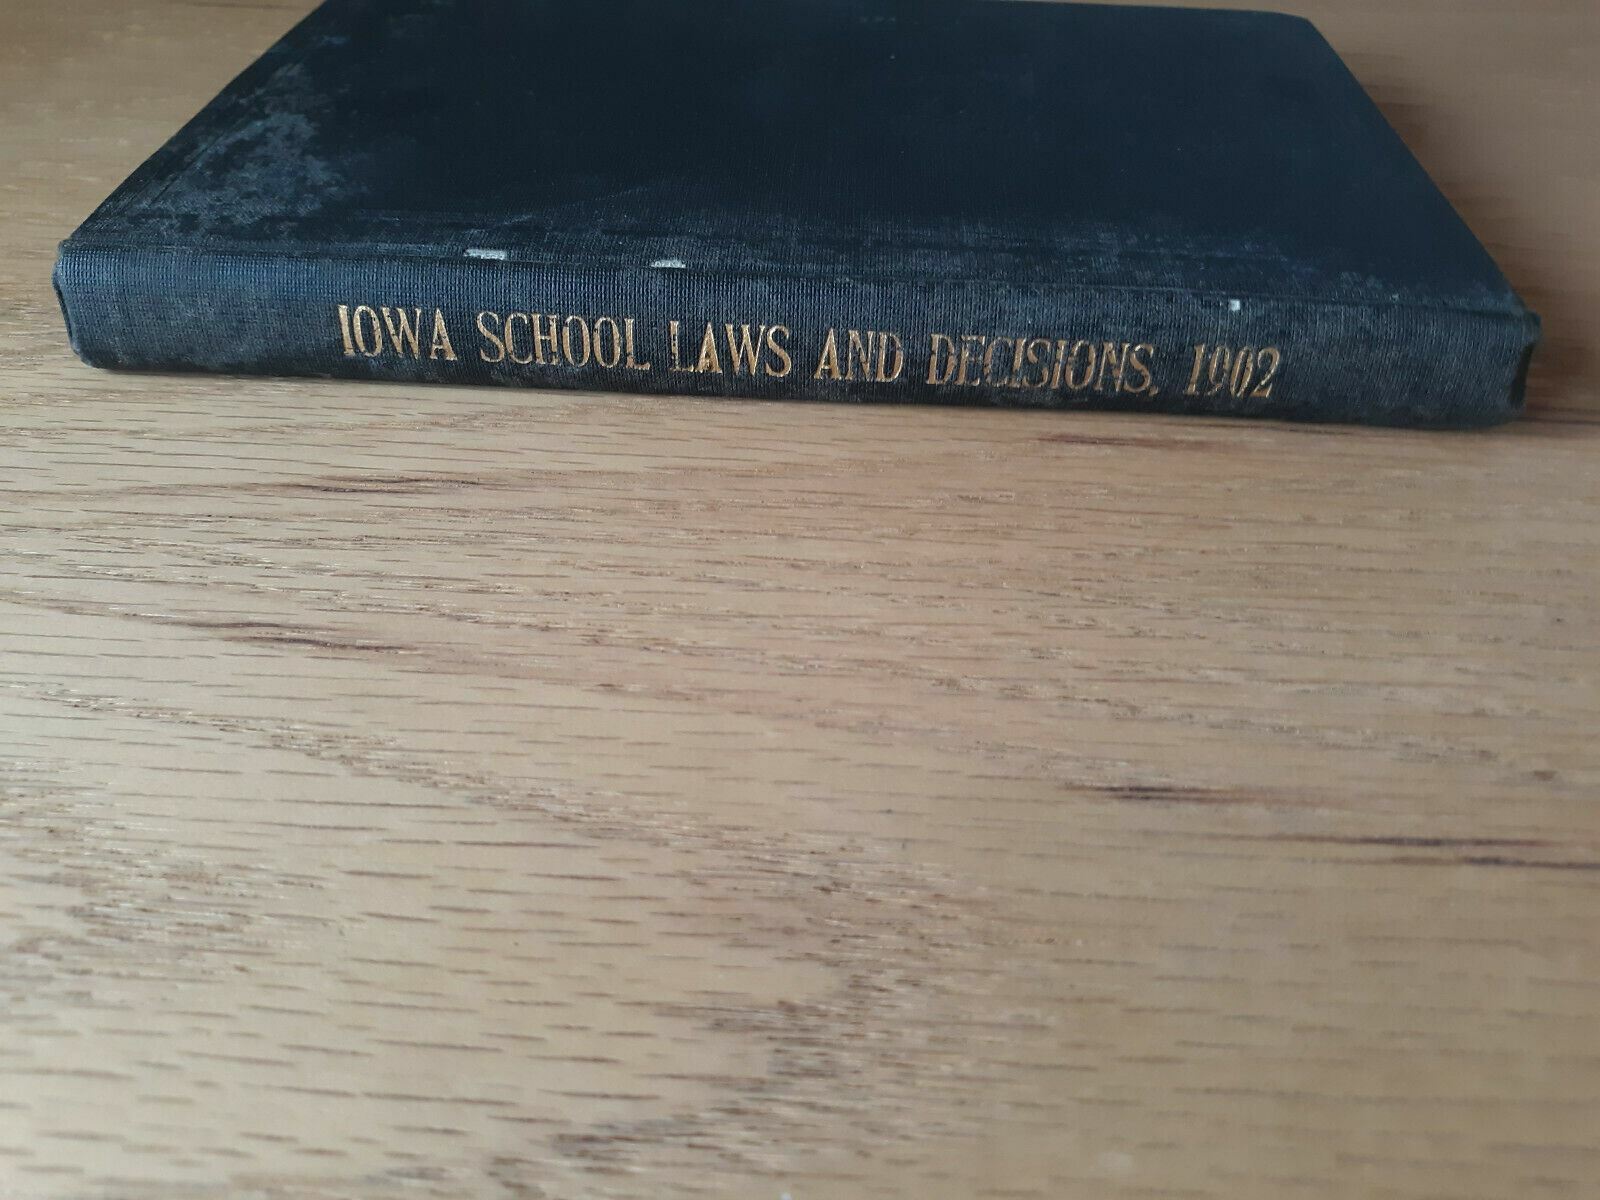 IOWA SCHOOL LAWS AND DECISIONS, 1902